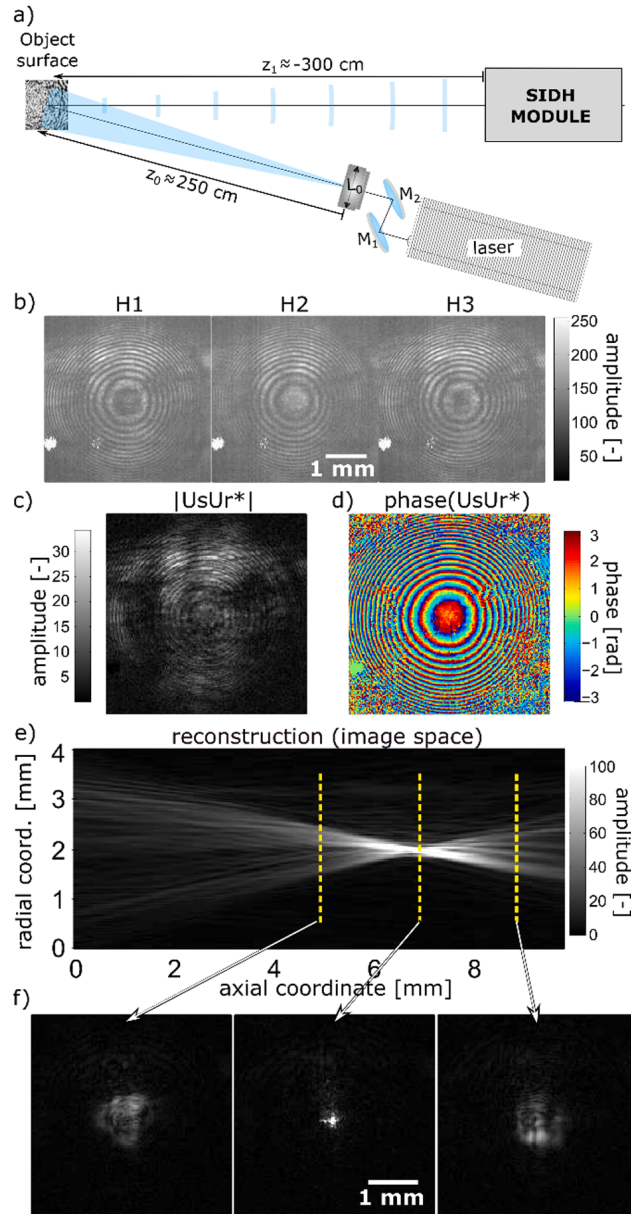 a)
Object
surface
z₁≈-300 cm
SIDH
MODULE
z₀≈250 cm
L₀
M₂
M₁
laser
b)
H1 H2 H3
1 mm
250
200
150
100
50
amplitude [-]
c) |UsUr*|
30
25
20
15
10
5
amplitude [-]
d) phase(UsUr*)
3
2
1
0
-1
-2
-3
phase [rad]
e)
reconstruction (image space)
4
3
2
1
0
radial coord. [mm]
0 2 4 6 8
axial coordinate [mm]
100
80
60
40
20
0
amplitude [-]
f)
1 mm